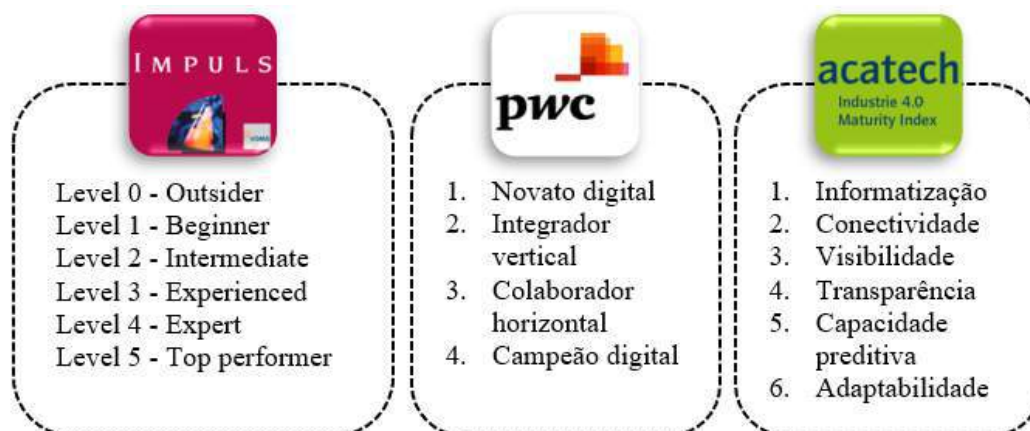 IMPULS
VDMA
Level 0 - Outsider
Level 1 - Beginner
Level 2 - Intermediate
Level 3 - Experienced
Level 4 - Expert
Level 5 - Top performer
pwc
1. Novato digital
2. Integrador
vertical
3. Colaborador
horizontal
4. Campeão digital
acatech
Industrie 4.0
Maturity Index
1. Informatização
2. Conectividade
3. Visibilidade
4. Transparência
5. Capacidade
preditiva
6. Adaptabilidade